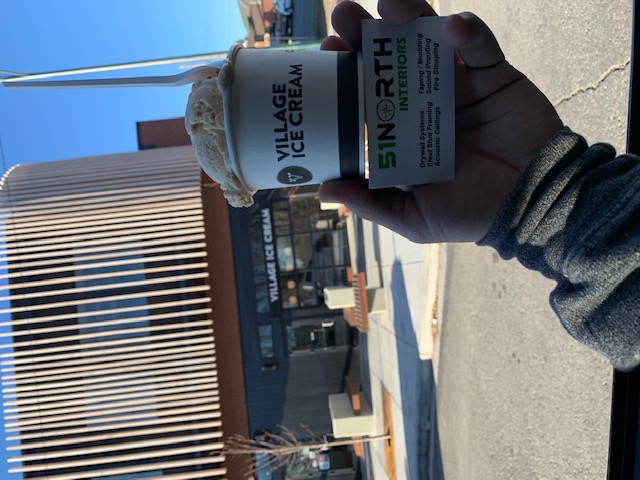 VILLAGE
ICE CREAM
51NORTH
INTERIORS
Drywall Systems
Steel Stud Framing
Acoustic Ceilings
Taping / Mudding
Sound Proofing
Fire Stopping
VILLAGE ICE CREAM